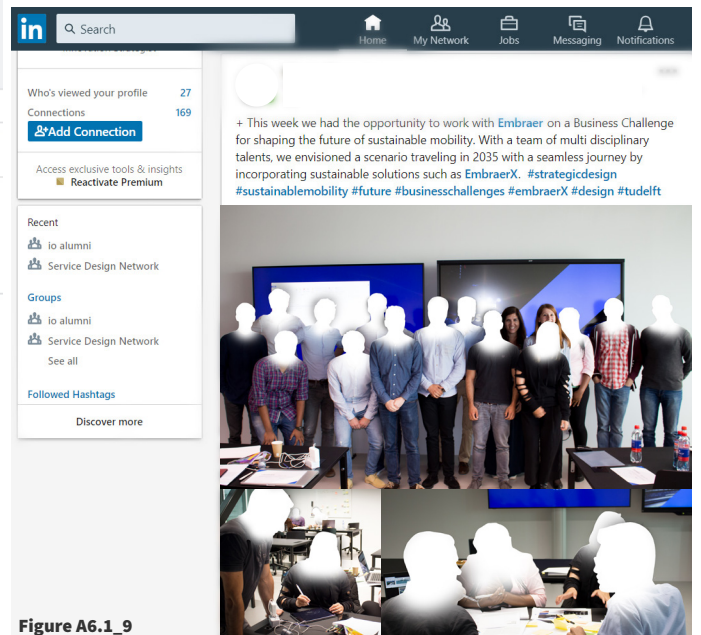 in
Search
Home
My Network
Jobs
Messaging
Notifications
Who's viewed your profile 27
Connections 169
Add Connection
Access exclusive tools & insights
Reactivate Premium
Recent
io alumni
Service Design Network
Groups
io alumni
Service Design Network
See all
Followed Hashtags
Discover more
+ This week we had the opportunity to work with Embraer on a Business Challenge
for shaping the future of sustainable mobility. With a team of multi disciplinary
talents, we envisioned a scenario traveling in 2035 with a seamless journey by
incorporating sustainable solutions such as EmbraerX. #strategicdesign
#sustainablemobility #future #businesschallenges #embraerX #design #tudelft
Figure A6.1_9